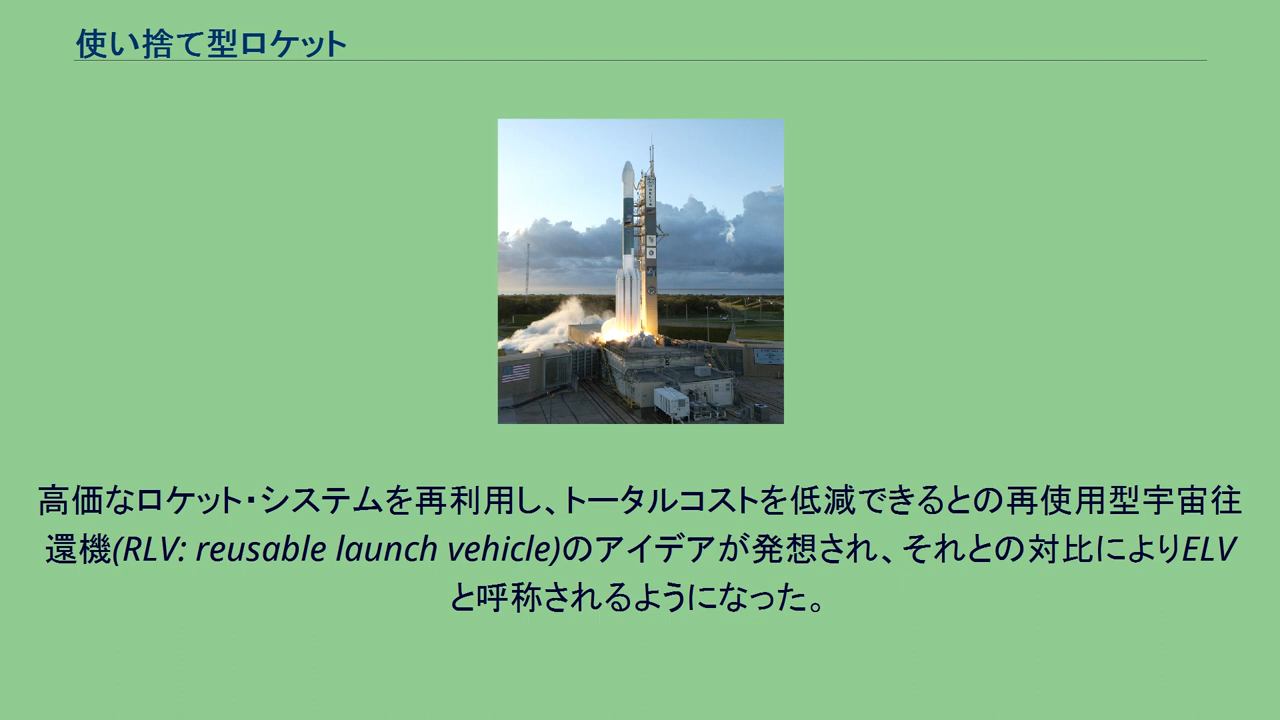 使い捨て型ロケット
高価なロケット・システムを再利用し、トータルコストを低減できるとの再使用型宇宙往
還機(RLV: reusable launch vehicle)のアイデアが発想され、それとの対比によりELV
と呼称されるようになった。